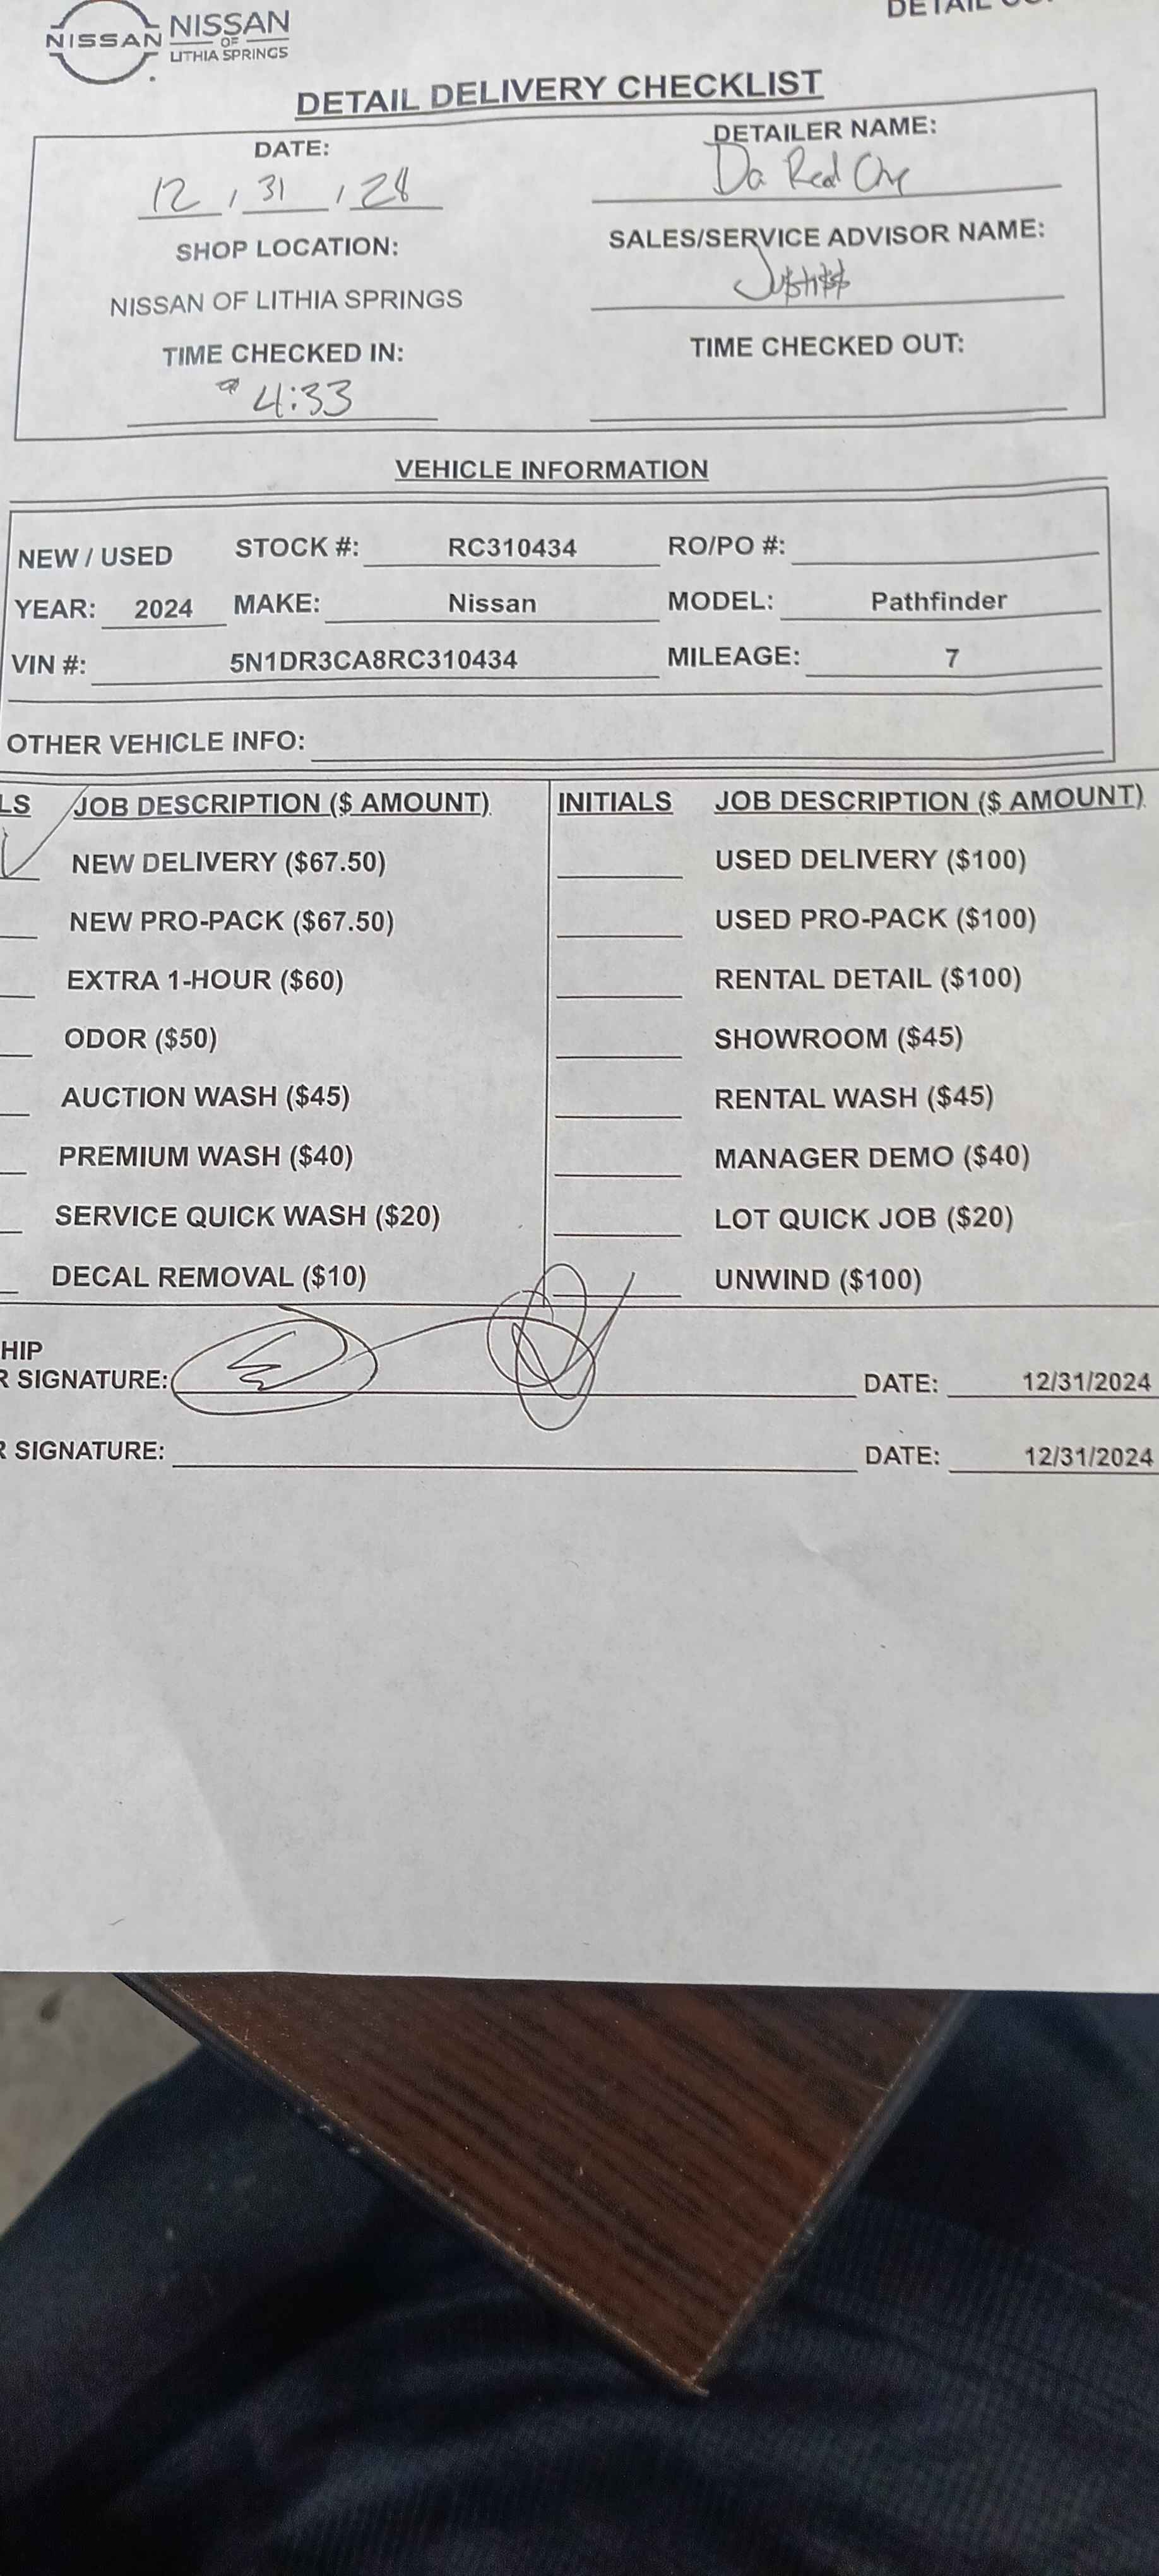 DETAIL
NISSAN NISSAN
OF
LITHIA SPRINGS
DETAIL DELIVERY CHECKLIST
DATE: DETAILER NAME:
12 / 31 / 28 Da Red One
SHOP LOCATION: SALES/SERVICE ADVISOR NAME:
NISSAN OF LITHIA SPRINGS
TIME CHECKED IN: TIME CHECKED OUT:
4:33
VEHICLE INFORMATION
NEW / USED STOCK #: RC310434 RO/PO #:
YEAR: 2024 MAKE: Nissan MODEL: Pathfinder
VIN #: 5N1DR3CA8RC310434 MILEAGE: 7
OTHER VEHICLE INFO:
LS JOB DESCRIPTION ($ AMOUNT) INITIALS JOB DESCRIPTION ($ AMOUNT)
NEW DELIVERY ($67.50) USED DELIVERY ($100)
NEW PRO-PACK ($67.50) USED PRO-PACK ($100)
EXTRA 1-HOUR ($60) RENTAL DETAIL ($100)
ODOR ($50) SHOWROOM ($45)
AUCTION WASH ($45) RENTAL WASH ($45)
PREMIUM WASH ($40) MANAGER DEMO ($40)
SERVICE QUICK WASH ($20) LOT QUICK JOB ($20)
DECAL REMOVAL ($10) UNWIND ($100)
HIP
R SIGNATURE: DATE: 12/31/2024
R SIGNATURE: DATE: 12/31/2024